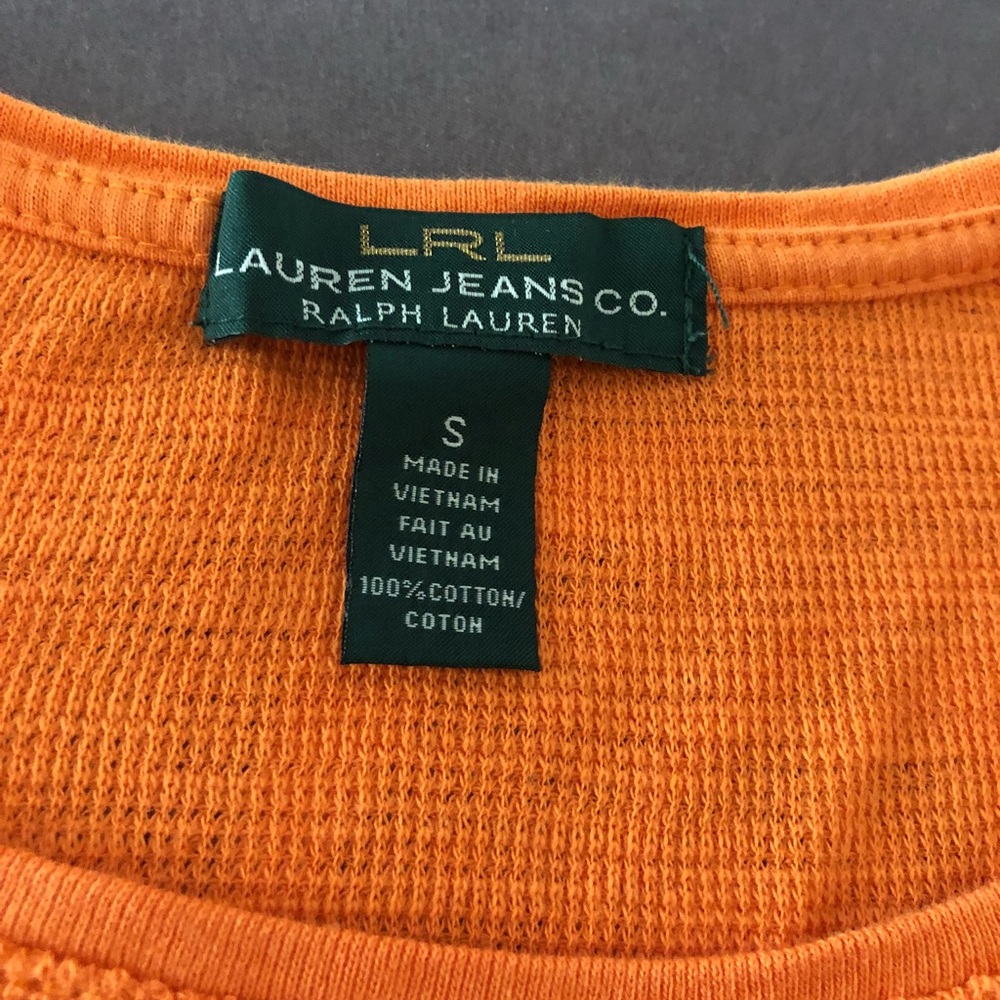 LRL
LAUREN JEANS CO.
RALPH LAUREN
S
MADE IN
VIETNAM
FAIT AU
VIETNAM
100% COTTON/
COTON